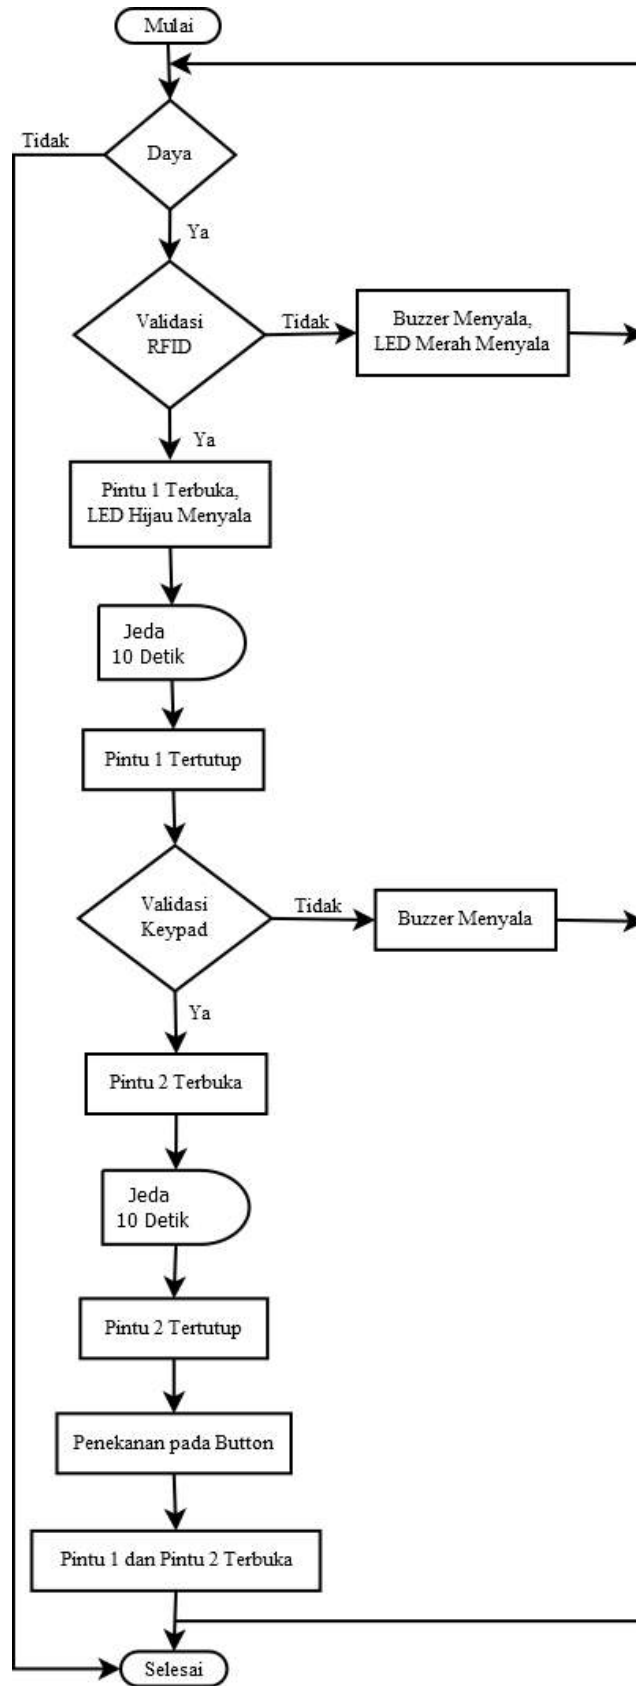 Mulai
Tidak
Daya
Ya
Validasi
RFID
Tidak
Buzzer Menyala,
LED Merah Menyala
Ya
Pintu 1 Terbuka,
LED Hijau Menyala
Jeda
10 Detik
Pintu 1 Tertutup
Validasi
Keypad
Tidak
Buzzer Menyala
Ya
Pintu 2 Terbuka
Jeda
10 Detik
Pintu 2 Tertutup
Penekanan pada Button
Pintu 1 dan Pintu 2 Terbuka
Selesai